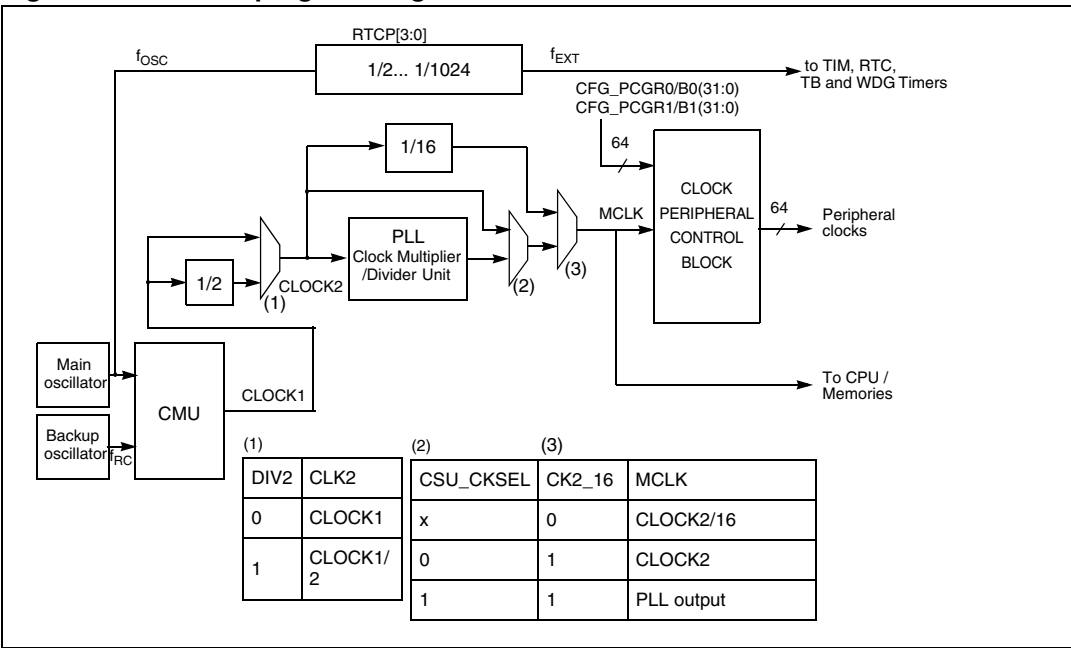 RTCP[3:0]
fOSC
1/2... 1/1024
fEXT
to TIM, RTC,
TB and WDG Timers
CFG_PCGR0/B0(31:0)
CFG_PCGR1/B1(31:0)
64
1/16
CLOCK
PERIPHERAL
CONTROL
BLOCK
MCLK
64
Peripheral
clocks
PLL
Clock Multiplier
/Divider Unit
1/2
CLOCK2
(1)
(2)
(3)
Main
oscillator
CMU
CLOCK1
To CPU /
Memories
Backup
oscillator
fRC
(1)
DIV2 CLK2
0 CLOCK1
1 CLOCK1/
2
(2) (3)
CSU_CKSEL CK2_16 MCLK
x 0 CLOCK2/16
0 1 CLOCK2
1 1 PLL output